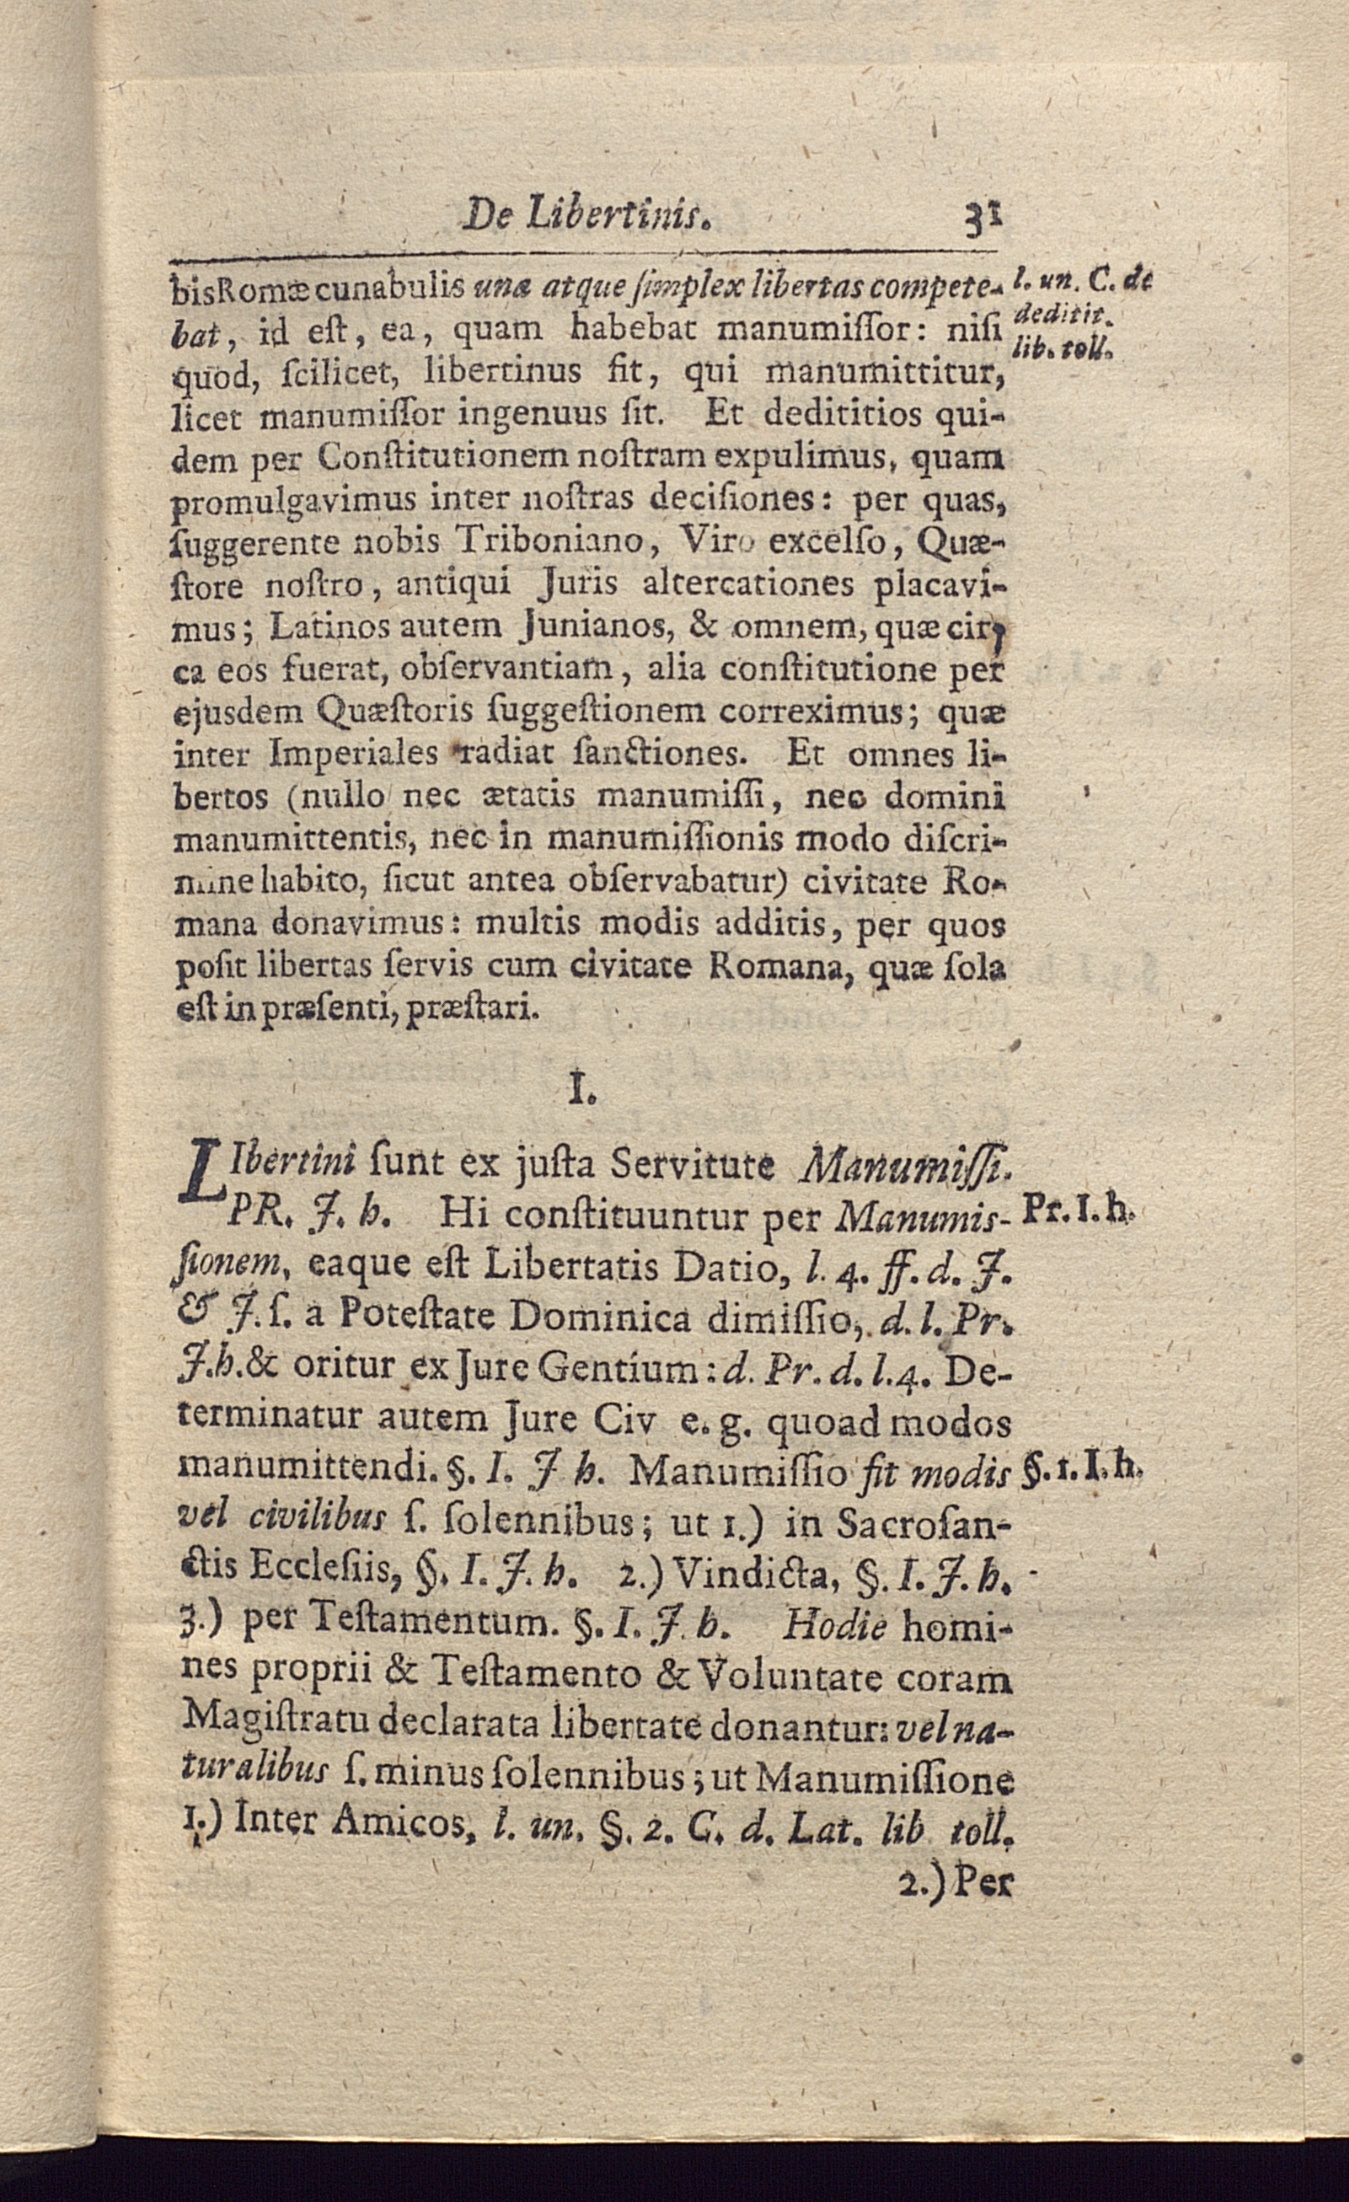 De Libertinis. 31
bis Romæ cunabulis una atque ſimplex libertas compete- l. un. C. de
bat, id eſt, ea, quam habebat manumiſſor: niſi deditit.
quod, ſcilicet, libertinus fit, qui manumittitur, lib. toll.
licet manumiſſor ingenuus ſit. Et dedititios qui-
dem per Conſtitutionem noſtram expulimus, quam
promulgavimus inter noſtras deciſiones: per quas,
ſuggerente nobis Triboniano, Viro excelſo, Quæ-
ſtore noſtro, antiqui Juris altercationes placavi-
mus; Latinos autem Junianos, & omnem, quæ cir-
ca eos fuerat, obſervantiam, alia conſtitutione per
ejusdem Quæſtoris ſuggeſtionem correximus; quæ
inter Imperiales radiat ſanctiones. Et omnes li-
bertos (nullo nec ætatis manumiſſi, nec domini
manumittentis, nec in manumiſſionis modo diſcri-
mine habito, ſicut antea obſervabatur) civitate Ro-
mana donavimus: multis modis additis, per quos
poſit libertas ſervis cum civitate Romana, quæ ſola
eſt in præſenti, præſtari.
I.
LIbertini ſunt ex juſta Servitute Manumiſſi.
PR. J. h. Hi conſtituuntur per Manumis- Pr. I. h.
ſionem, eaque eſt Libertatis Datio, l. 4. ff. d. J.
& J. ſ. a Poteſtate Dominica dimiſſio, d. l. Pr.
J. h. & oritur ex Jure Gentium: d. Pr. d. l. 4. De-
terminatur autem Jure Civ e. g. quoad modos
manumittendi. §. I. J h. Manumiſſio fit modis §. 1. I. h.
vel civilibus ſ. ſolennibus; ut 1.) in Sacroſan-
ctis Eccleſiis, §. I. J. h. 2.) Vindicta, §. I. J. h.
3.) per Teſtamentum. §. I. J. h. Hodie homi-
nes proprii & Teſtamento & Voluntate coram
Magiſtratu declarata libertate donantur: vel na-
turalibus ſ. minus ſolennibus; ut Manumiſſione
1.) Inter Amicos, l. un. §. 2. C. d. Lat. lib toll.
2.) Per